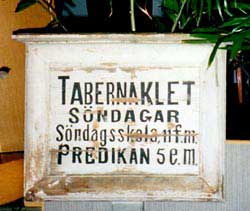 TABERNAKLET
SÖNDAGAR
Söndagsskola, 11 f.m.
PREDIKAN 5 e.m.